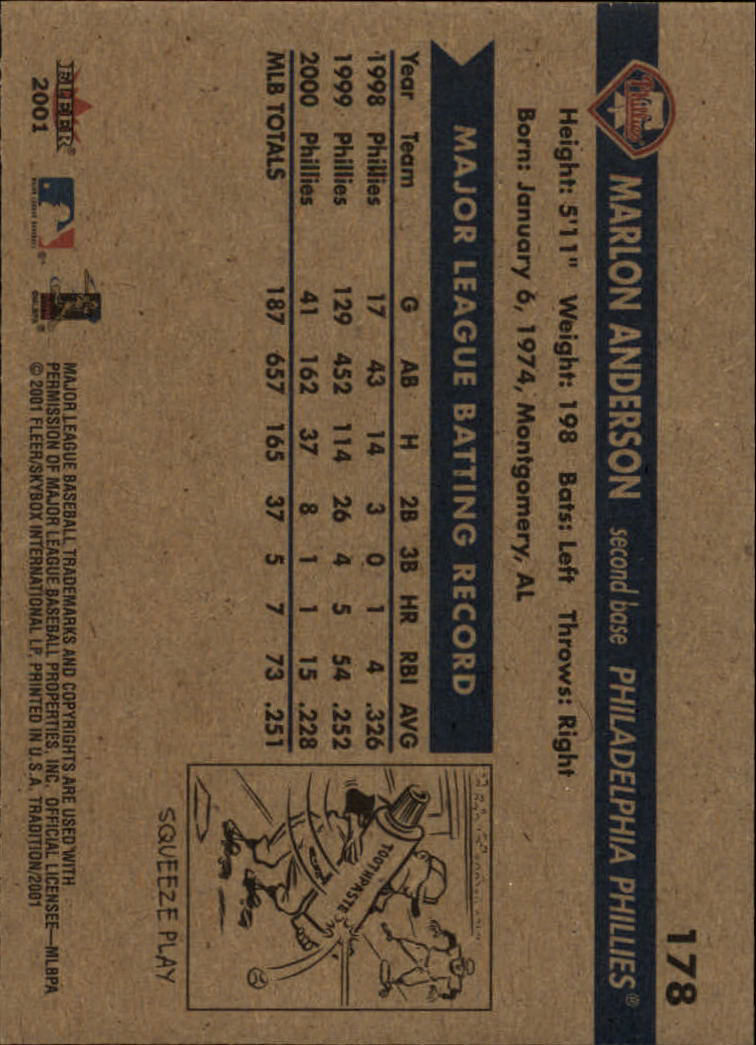 178
Phillies
MARLON ANDERSON second base PHILADELPHIA PHILLIES®
Height: 5'11" Weight: 198 Bats: Left Throws: Right
Born: January 6, 1974, Montgomery, AL
MAJOR LEAGUE BATTING RECORD
Year Team G AB H 2B 3B HR RBI AVG
1998 Phillies 17 43 14 3 0 1 4 .326
1999 Phillies 129 452 114 26 4 5 54 .252
2000 Phillies 41 162 37 8 1 1 15 .228
MLB TOTALS 187 657 165 37 5 7 73 .251
TOOTHPASTE
SQUEEZE PLAY
FLEER®
2001
MAJOR LEAGUE BASEBALL TRADEMARKS AND COPYRIGHTS ARE USED WITH
PERMISSION OF MAJOR LEAGUE BASEBALL PROPERTIES, INC. OFFICIAL LICENSEE—MLBPA
© 2001 FLEER/SKYBOX INTERNATIONAL LP. PRINTED IN U.S.A. TRADITION/2001